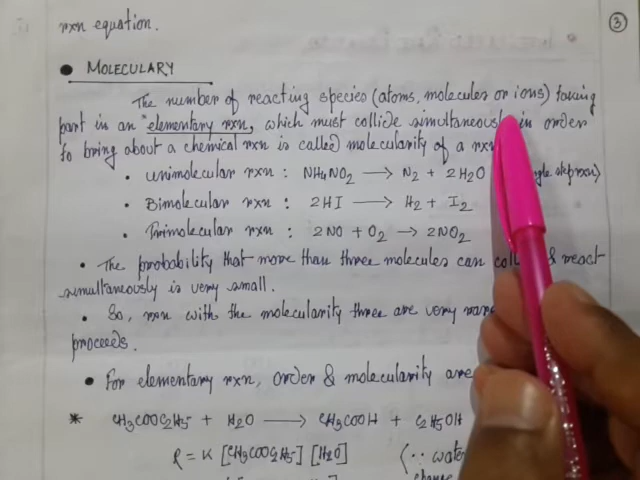 rxn equation.
3
• MOLECULARY
The number of reacting species (atoms, molecules or ions) taking
part in an elementary rxn, which must collide simultaneously in order
to bring about a chemical rxn is called molecularity of a rxn
• Unimolecular rxn : NH4NO2 → N2 + 2H2O step rxn)
• Bimolecular rxn : 2HI → H2 + I2
• Trimolecular rxn : 2NO + O2 → 2NO2
• The probability that more than three molecules can & react
simultaneously is very small.
• So, rxn with the molecularity three are very
proceeds.
• For elementary rxn, order & molecularity are
* CH3COOC2H5 + H2O → CH3COOH + C2H5OH
R = K [CH3COOC2H5] [H2O] (∵ water